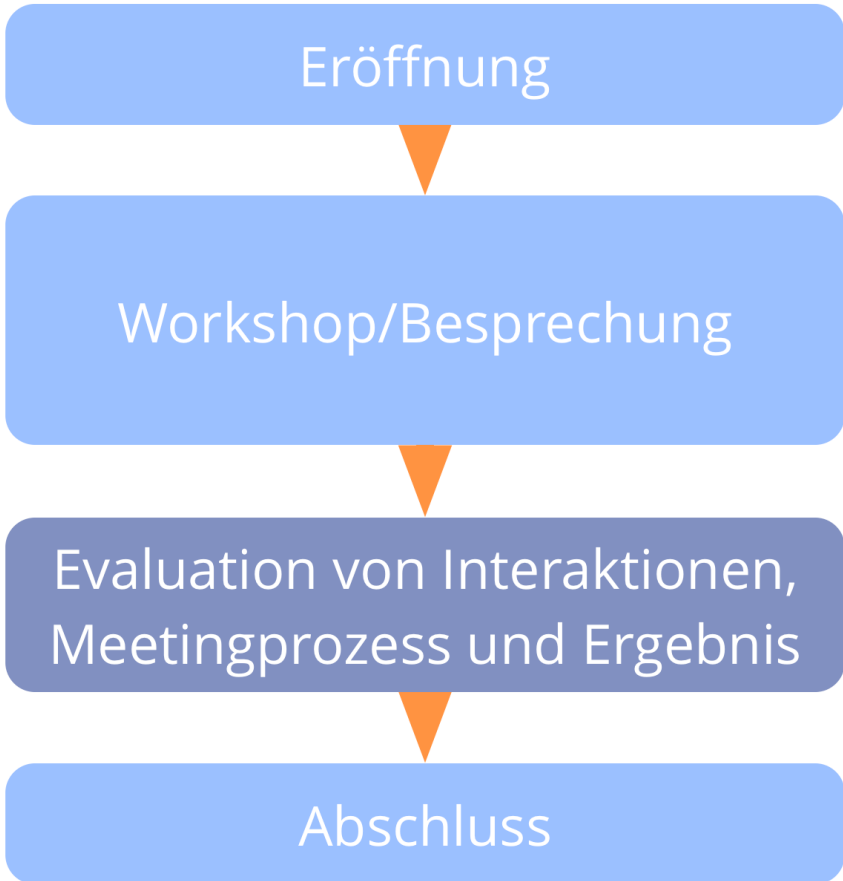 Eröffnung
Workshop/Besprechung
Evaluation von Interaktionen,
Meetingprozess und Ergebnis
Abschluss